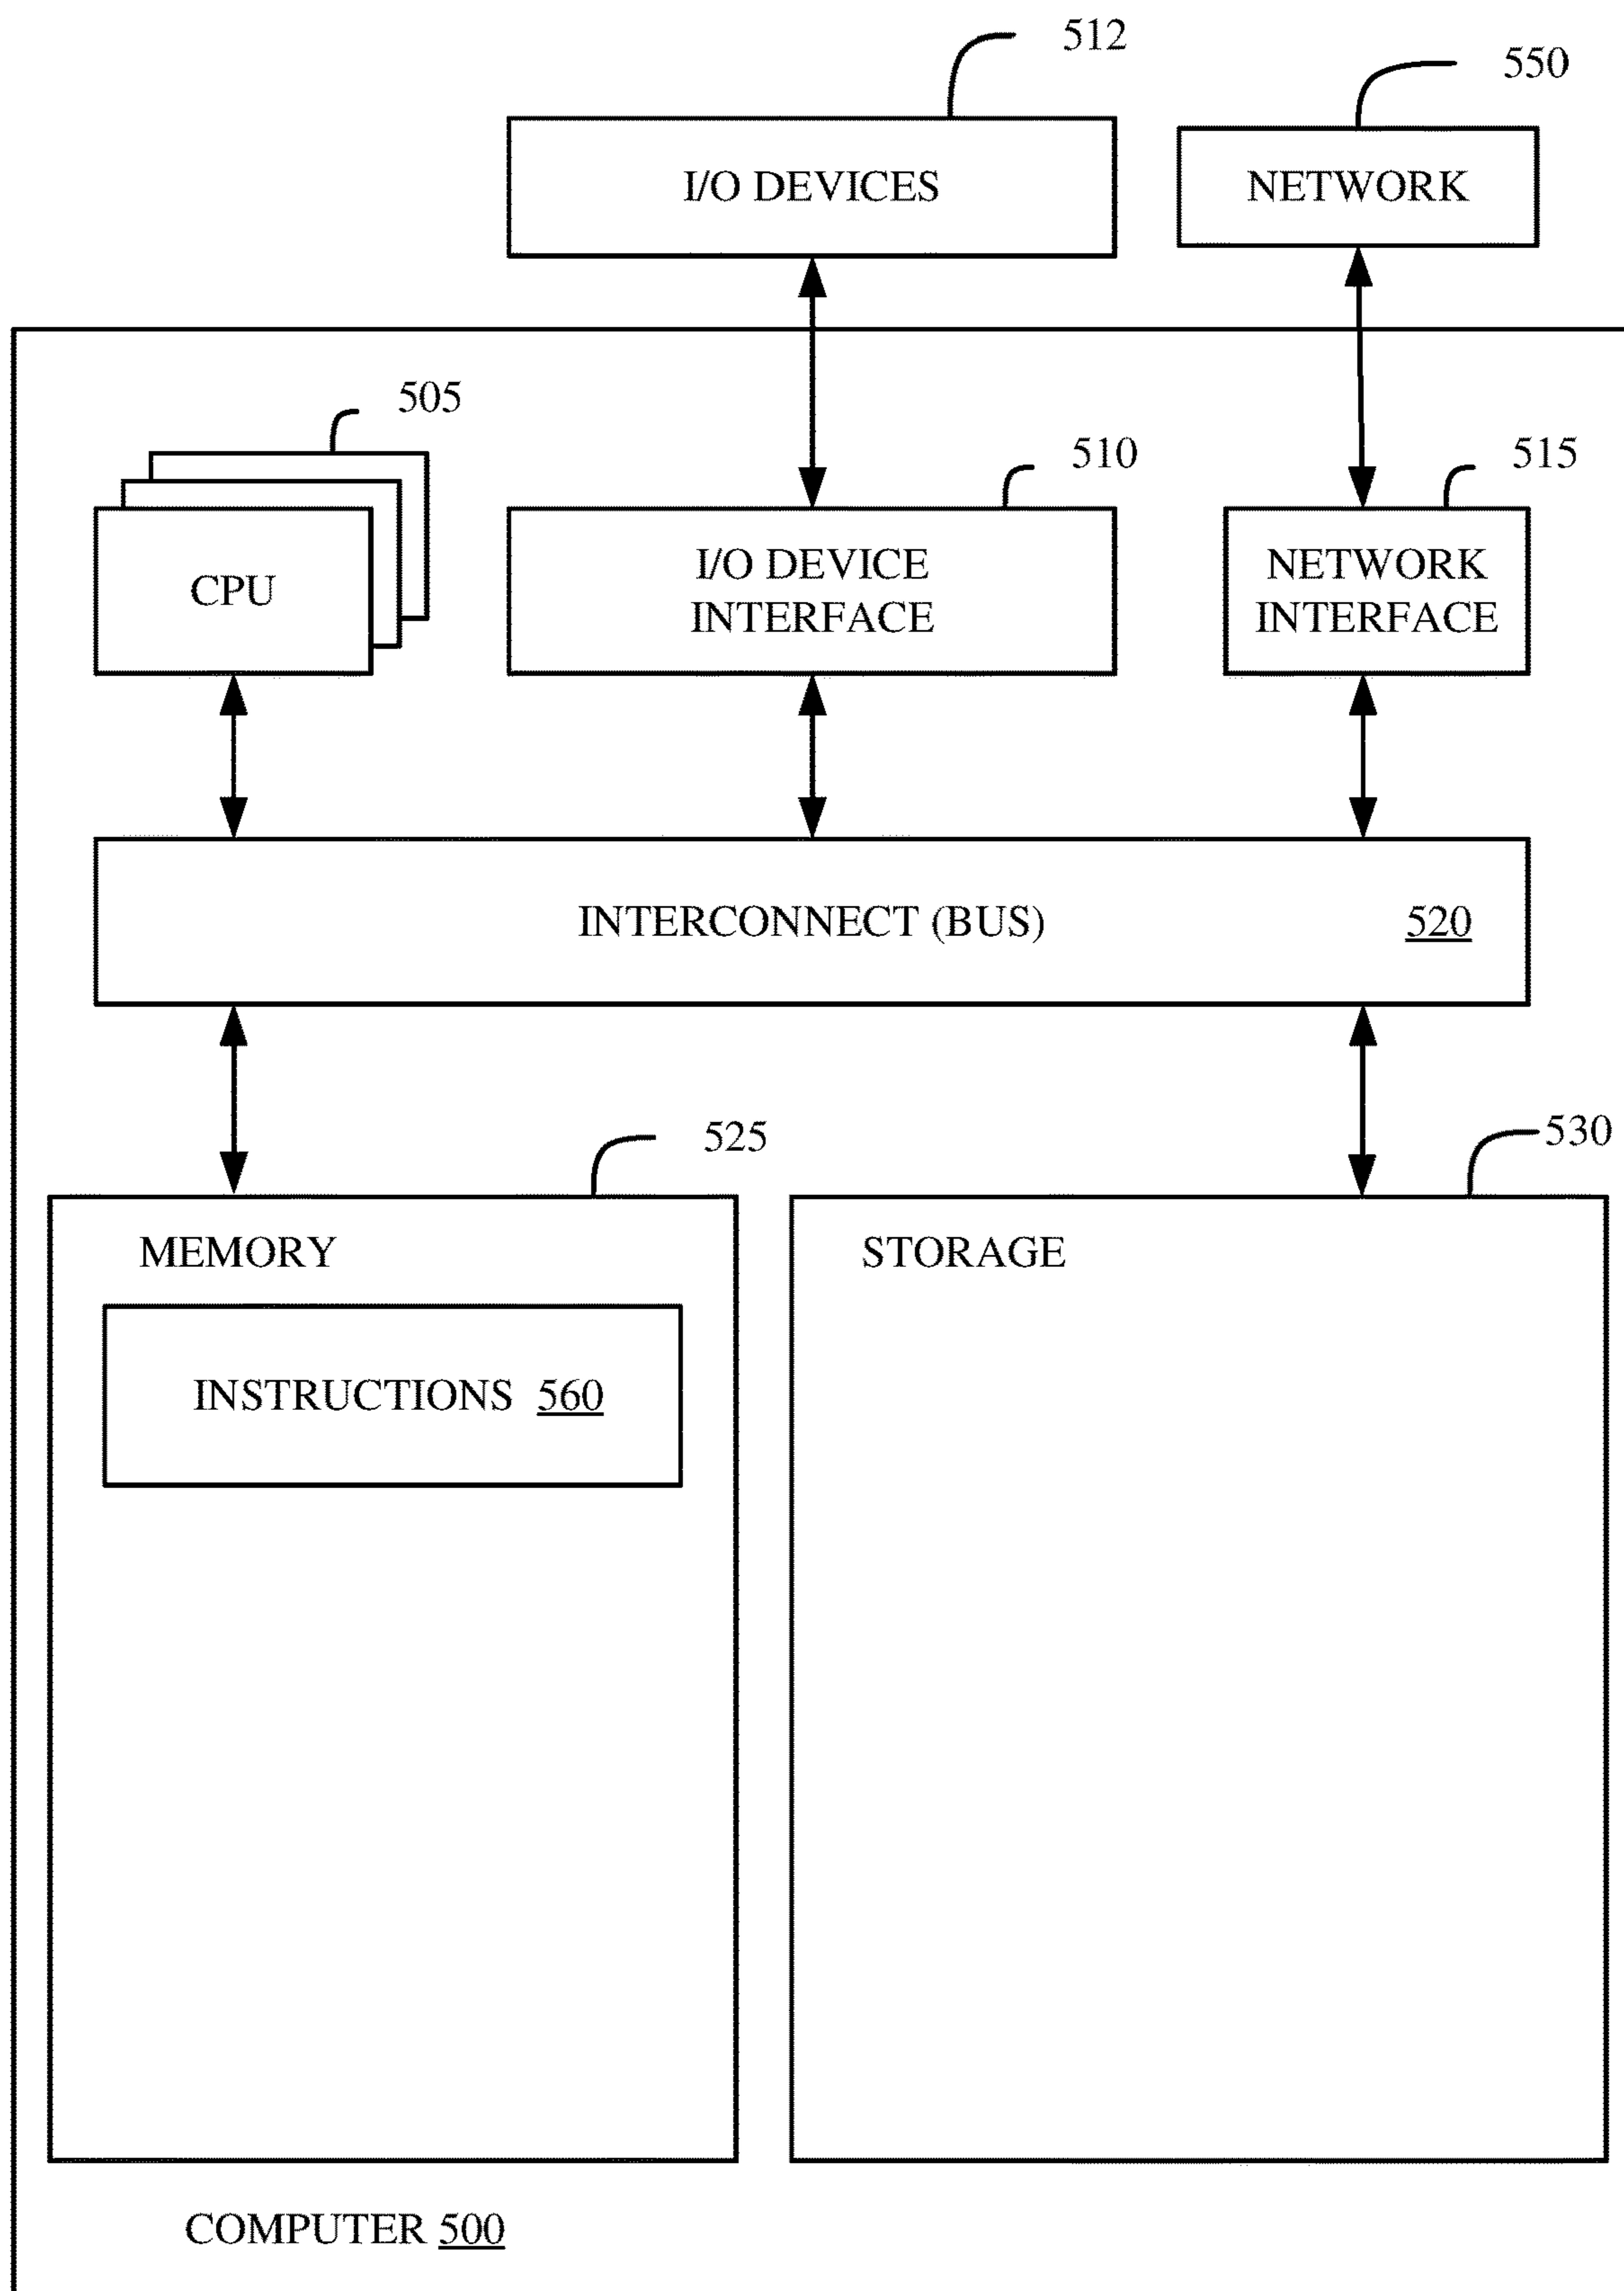 512
550
I/O DEVICES
NETWORK
505
510
515
CPU
I/O DEVICE
INTERFACE
NETWORK
INTERFACE
INTERCONNECT (BUS) 520
525
530
MEMORY
STORAGE
INSTRUCTIONS 560
COMPUTER 500